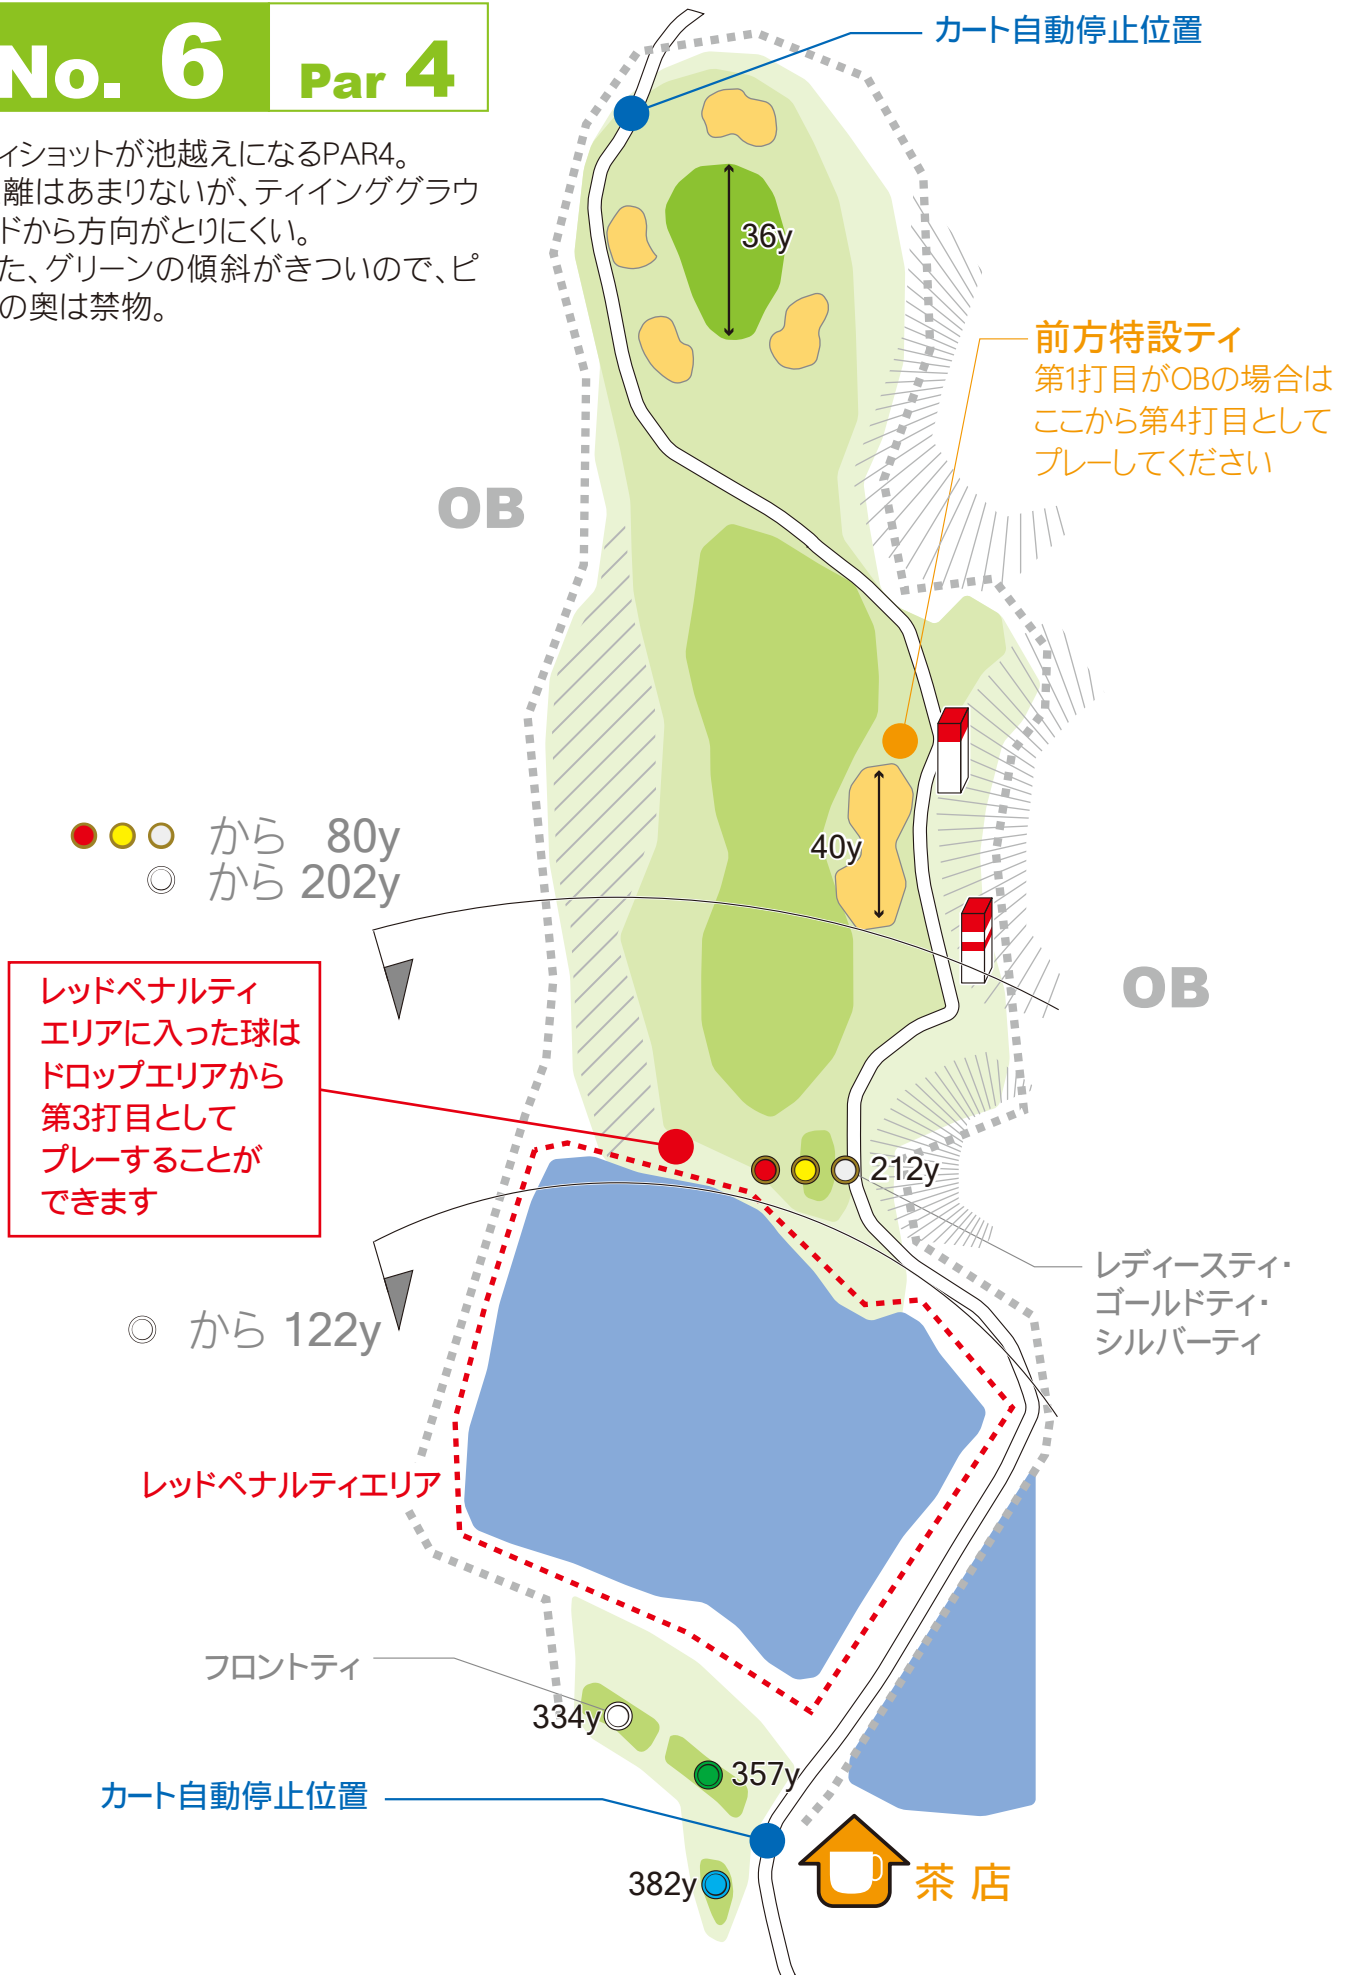 No. 6
Par 4
ィショットが池越えになるPAR4。
離はあまりないが、ティインググラウ
ドから方向がとりにくい。
た、グリーンの傾斜がきついので、ピ
の奥は禁物。
カート自動停止位置
36y
前方特設ティ
第1打目がOBの場合は
ここから第4打目として
プレーしてください
OB
40y
から 80y
から 202y
OB
レッドペナルティ
エリアに入った球は
ドロップエリアから
第3打目として
プレーすることが
できます
212y
レディースティ・
ゴールドティ・
シルバーティ
から 122y
レッドペナルティエリア
フロントティ
334y
357y
カート自動停止位置
382y
茶店